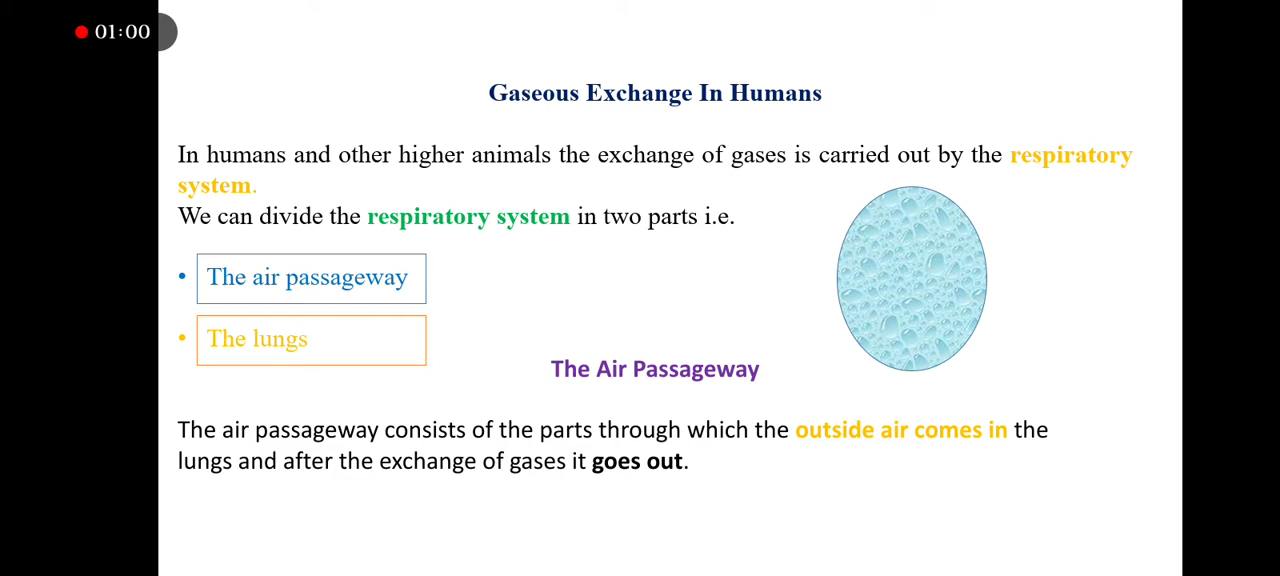 01:00
Gaseous Exchange In Humans
In humans and other higher animals the exchange of gases is carried out by the respiratory
system.
We can divide the respiratory system in two parts i.e.
• The air passageway
• The lungs
The Air Passageway
The air passageway consists of the parts through which the outside air comes in the
lungs and after the exchange of gases it goes out.